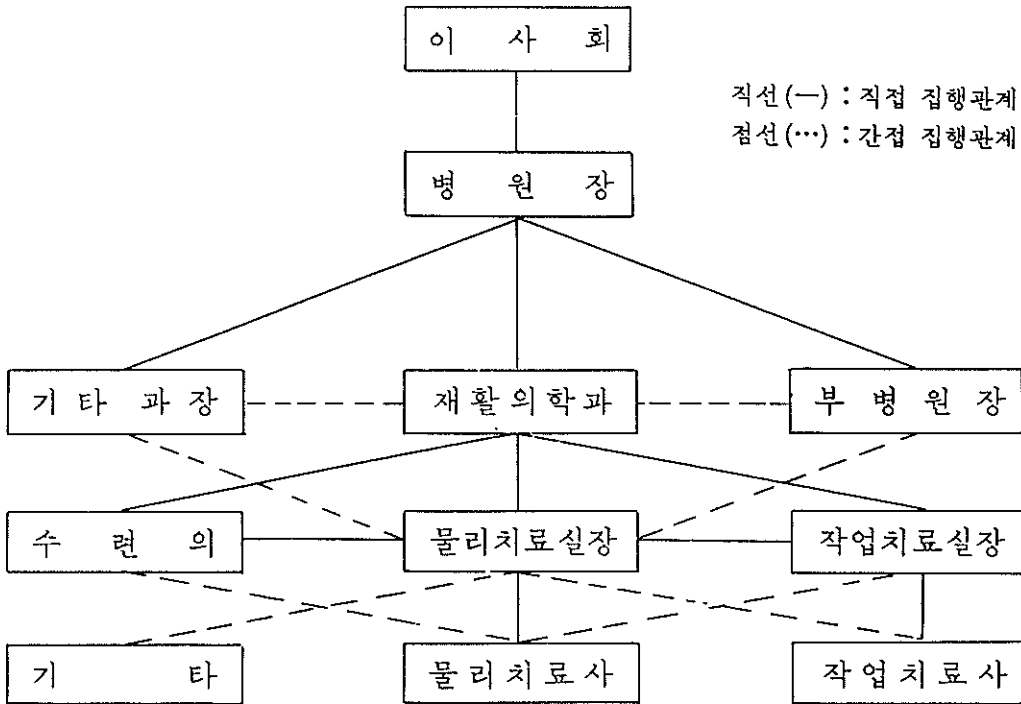 이 사 회
직선(—) : 직접 집행관계
점선(…) : 간접 집행관계
병 원 장
기 타 과 장
재 활 의 학 과
부 병 원 장
수 련 의
물리치료실장
작업치료실장
기 타
물 리 치 료 사
작 업 치 료 사